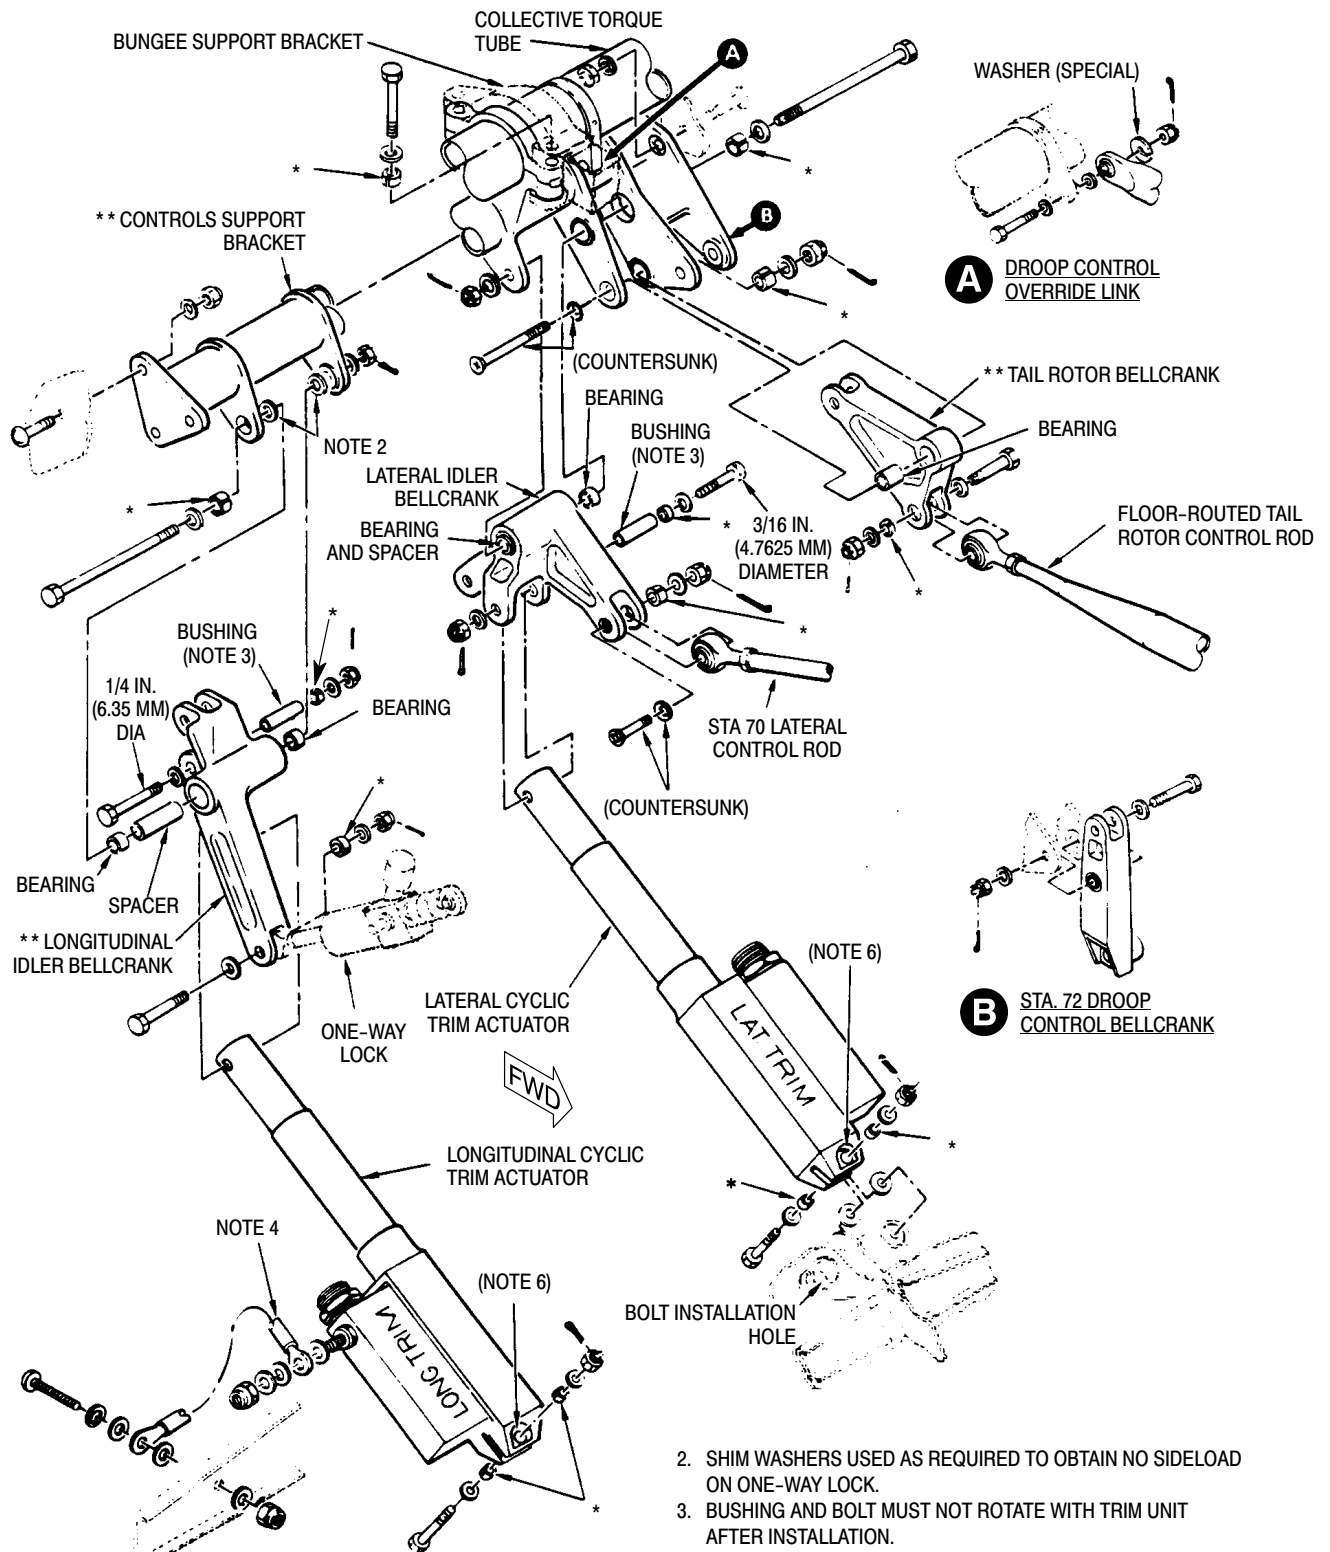 COLLECTIVE TORQUE
TUBE
BUNGEE SUPPORT BRACKET
A
WASHER (SPECIAL)
*
*
** CONTROLS SUPPORT
BRACKET
B
A
DROOP CONTROL
OVERRIDE LINK
*
(COUNTERSUNK)
** TAIL ROTOR BELLCRANK
BEARING
BEARING
NOTE 2
BUSHING
(NOTE 3)
LATERAL IDLER
BELLCRANK
*
*
3/16 IN.
(4.7625 MM)
DIAMETER
BEARING
AND SPACER
FLOOR-ROUTED TAIL
ROTOR CONTROL ROD
*
*
*
BUSHING
(NOTE 3)
1/4 IN.
(6.35 MM)
DIA
BEARING
STA 70 LATERAL
CONTROL ROD
*
(COUNTERSUNK)
BEARING
SPACER
** LONGITUDINAL
IDLER BELLCRANK
(NOTE 6)
LATERAL CYCLIC
TRIM ACTUATOR
B
STA. 72 DROOP
CONTROL BELLCRANK
ONE-WAY
LOCK
LAT TRIM
FWD
*
LONGITUDINAL CYCLIC
TRIM ACTUATOR
*
NOTE 4
(NOTE 6)
BOLT INSTALLATION
HOLE
LONG TRIM
*
2. SHIM WASHERS USED AS REQUIRED TO OBTAIN NO SIDELOAD
ON ONE-WAY LOCK.
3. BUSHING AND BOLT MUST NOT ROTATE WITH TRIM UNIT
AFTER INSTALLATION.